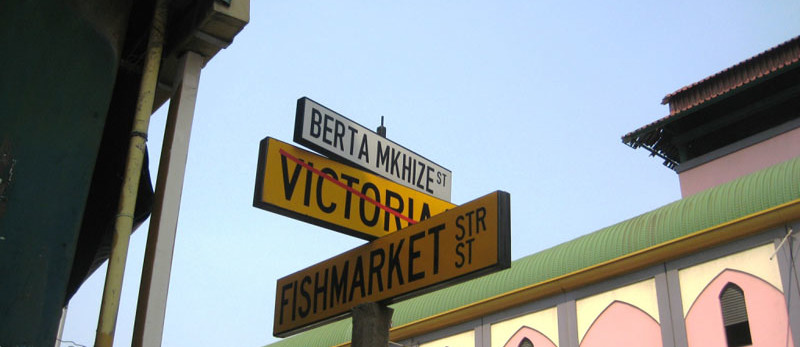 BERTA MKHIZE ST
VICTORIA
FISHMARKET STR
ST